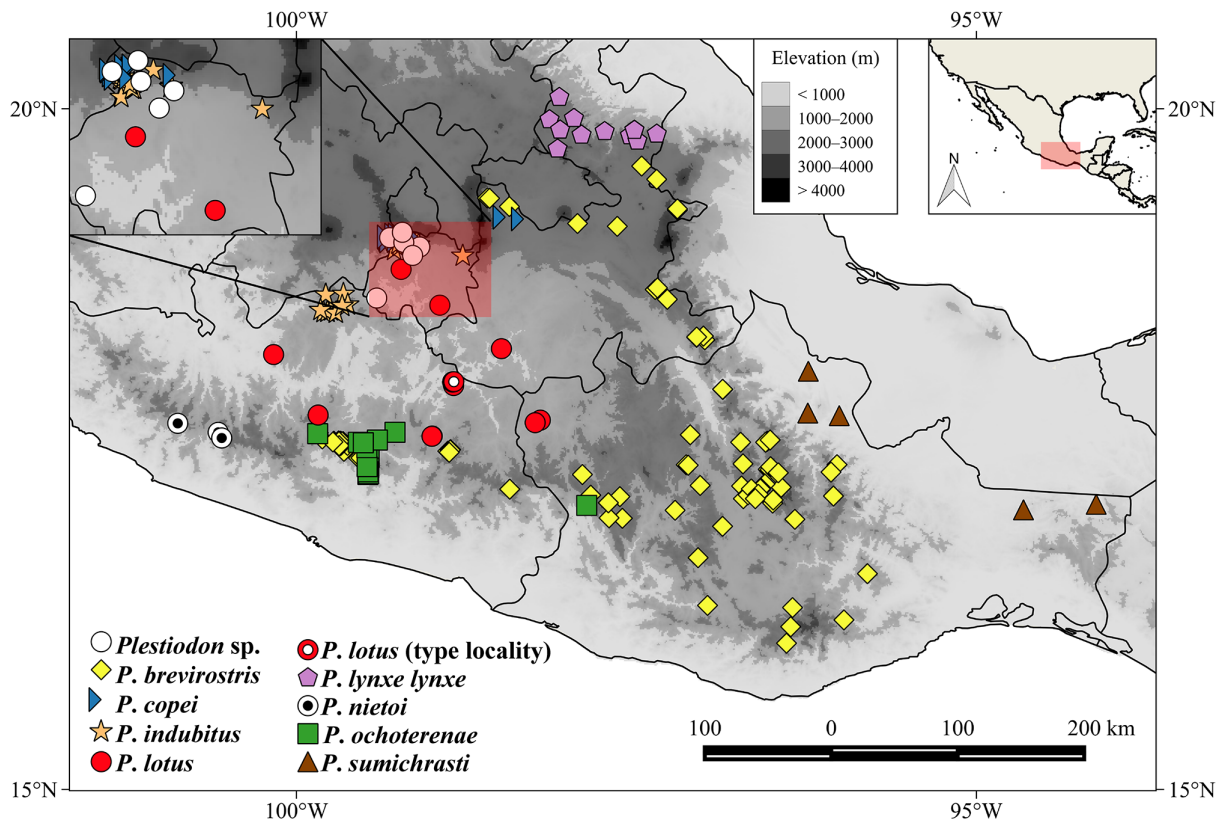 100°W
95°W
20°N
20°N
Elevation (m)
< 1000
1000–2000
2000–3000
3000–4000
> 4000
N
Plestiodon sp.
P. brevirostris
P. copei
P. indubitus
P. lotus
P. lotus (type locality)
P. lynxe lynxe
P. nietoi
P. ochoterenae
P. sumichrasti
100
0
100
200 km
15°N
15°N
100°W
95°W